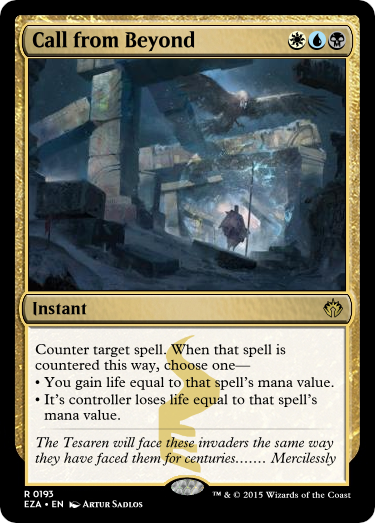 Call from Beyond
Instant
Counter target spell. When that spell is
countered this way, choose one—
• You gain life equal to that spell's mana value.
• It's controller loses life equal to that spell's
mana value.
The Tesaren will face these invaders the same way
they have faced them for centuries....... Mercilessly
R 0193
EZA • EN Artur Sadlos
™ & © 2015 Wizards of the Coast